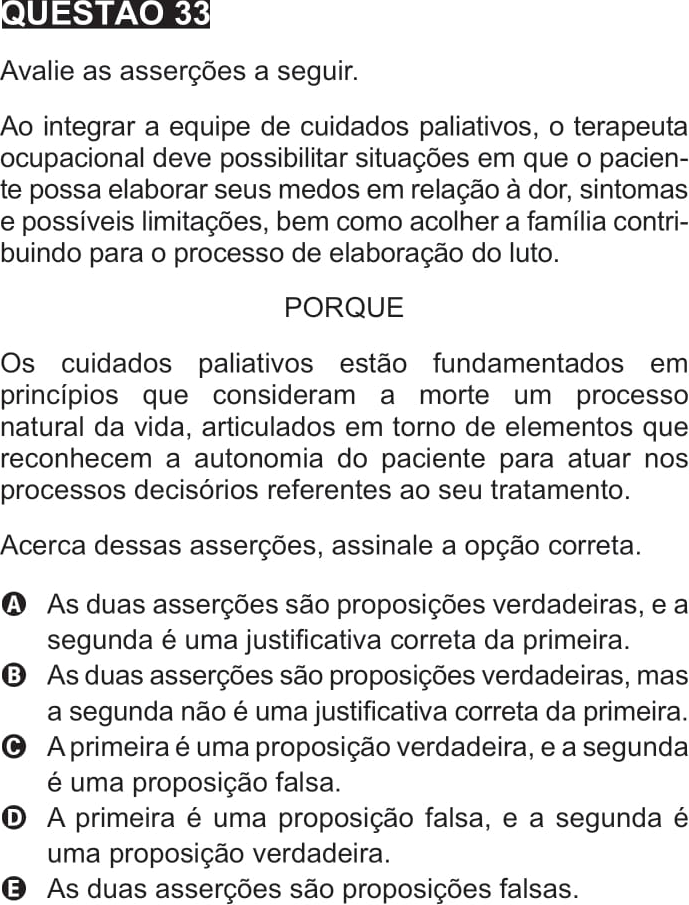 QUESTÃO 33
Avalie as asserções a seguir.
Ao integrar a equipe de cuidados paliativos, o terapeuta
ocupacional deve possibilitar situações em que o pacien-
te possa elaborar seus medos em relação à dor, sintomas
e possíveis limitações, bem como acolher a família contri-
buindo para o processo de elaboração do luto.
PORQUE
Os cuidados paliativos estão fundamentados em
princípios que consideram a morte um processo
natural da vida, articulados em torno de elementos que
reconhecem a autonomia do paciente para atuar nos
processos decisórios referentes ao seu tratamento.
Acerca dessas asserções, assinale a opção correta.
A As duas asserções são proposições verdadeiras, e a
segunda é uma justificativa correta da primeira.
B As duas asserções são proposições verdadeiras, mas
a segunda não é uma justificativa correta da primeira.
C A primeira é uma proposição verdadeira, e a segunda
é uma proposição falsa.
D A primeira é uma proposição falsa, e a segunda é
uma proposição verdadeira.
E As duas asserções são proposições falsas.